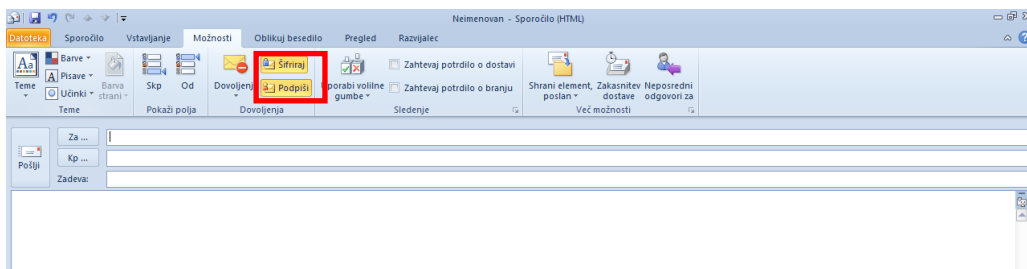 Neimenovan - Sporočilo (HTML)
Datoteka Sporočilo Vstavljanje Možnosti Oblikuj besedilo Pregled Razvijalec
Aa Teme
Barve
A Pisave
Učinki
Barva strani
Teme
Skp Od
Pokaži polja
Dovoljenj
Šifriraj
Podpiši
Dovoljenja
porabi volilne gumbe
Zahtevaj potrdilo o dostavi
Zahtevaj potrdilo o branju
Sledenje
Shrani element poslan
Zakasnitev dostave
Neposredni odgovori za
Več možnosti
Pošlji
Za ...
Kp ...
Zadeva: